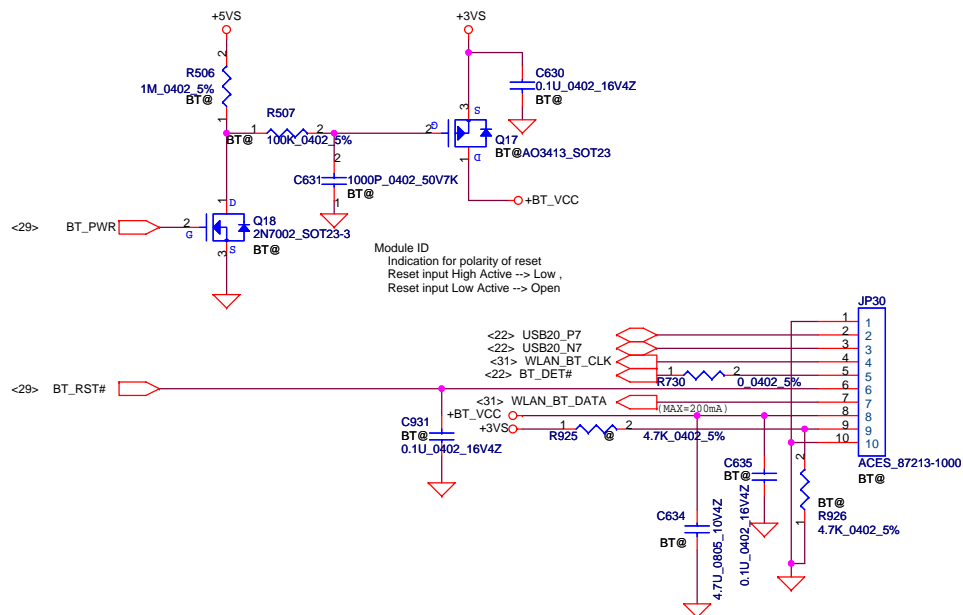 +5VS
+3VS
2
R506
1M_0402_5%
BT@
1
C630
0.1U_0402_16V4Z
BT@
R507
1
2
100K_0402_5%
BT@
3
S
G
2
Q17
BT@ AO3413_SOT23
D
1
2
C631
1000P_0402_50V7K
BT@
+BT_VCC
1
D
<29>
BT_PWR
2
G
Q18
2N7002_SOT23-3
BT@
S
3
Module ID
Indication for polarity of reset
Reset input High Active --> Low ,
Reset input Low Active --> Open
JP30
1
1
<22> USB20_P7
2
2
<22> USB20_N7
3
3
<31> WLAN_BT_CLK
4
4
<22> BT_DET#
1
2
5
5
R730
0_0402_5%
<29>
BT_RST#
6
6
<31> WLAN_BT_DATA
7
7
(MAX=200mA)
+BT_VCC
8
8
+3VS
1
2
9
9
R925
@
4.7K_0402_5%
10
10
C931
BT@
0.1U_0402_16V4Z
ACES_87213-1000
BT@
C635
BT@
0.1U_0402_16V4Z
2
BT@
R926
4.7K_0402_5%
1
C634
BT@
4.7U_0805_10V4Z